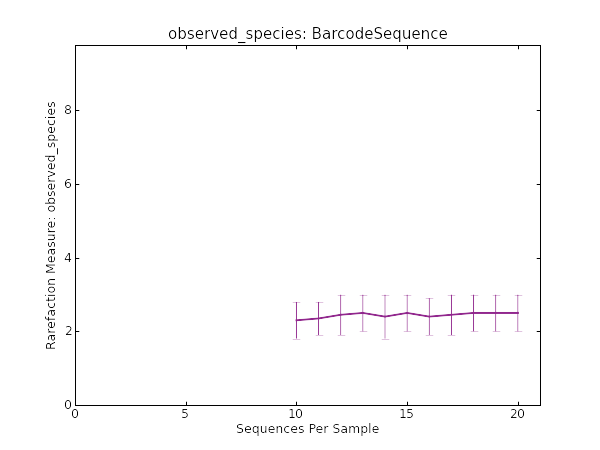 observed_species: BarcodeSequence
Rarefaction Measure: observed_species
8
6
4
2
0
0 5 10 15 20
Sequences Per Sample